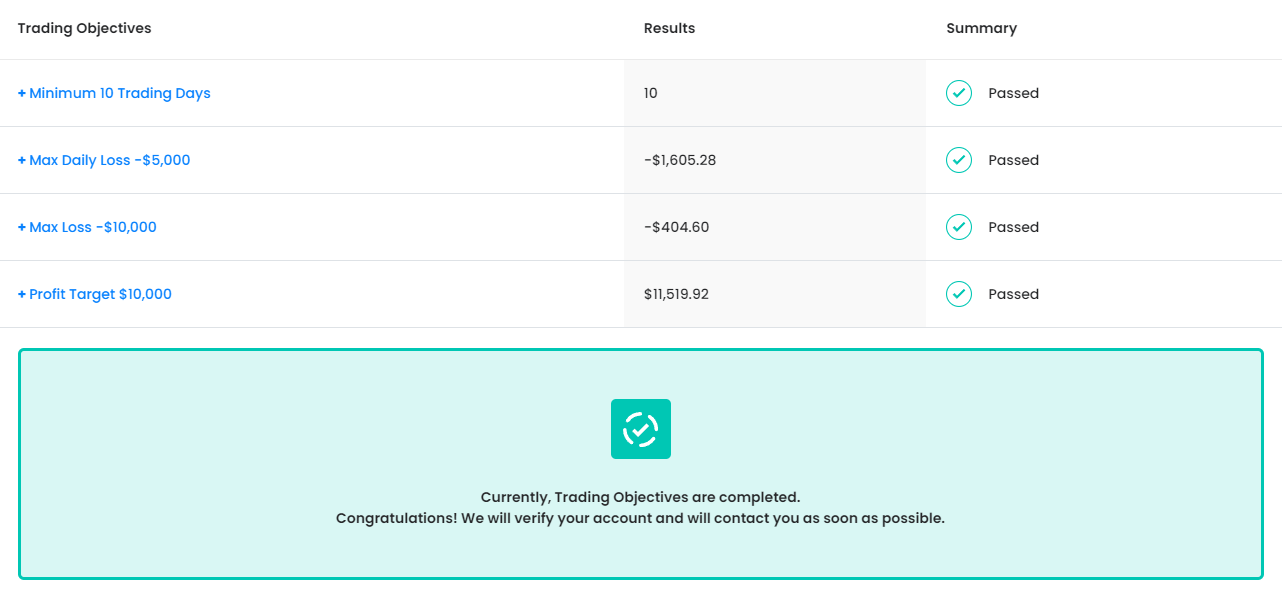 Trading Objectives Results Summary
+ Minimum 10 Trading Days 10 Passed
+ Max Daily Loss -$5,000 -$1,605.28 Passed
+ Max Loss -$10,000 -$404.60 Passed
+ Profit Target $10,000 $11,519.92 Passed
Currently, Trading Objectives are completed.
Congratulations! We will verify your account and will contact you as soon as possible.